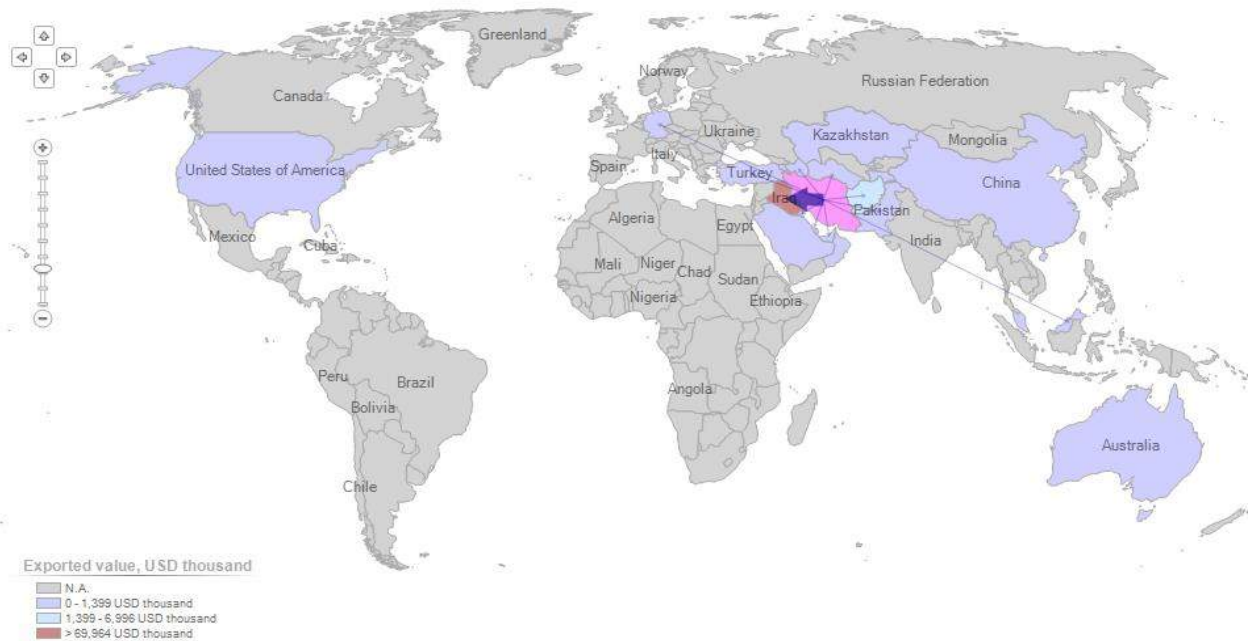 Greenland
Norway
Russian Federation
Canada
Ukraine
Kazakhstan
Mongolia
Spain
Italy
Turkey
United States of America
China
Iraq
Pakistan
Algeria
Egypt
Mexico
Cuba
India
Mali
Niger
Chad
Sudan
Nigeria
Ethiopia
Peru
Brazil
Angola
Bolivia
Australia
Chile
Exported value, USD thousand
N.A.
0 - 1,399 USD thousand
1,399 - 6,996 USD thousand
> 69,964 USD thousand